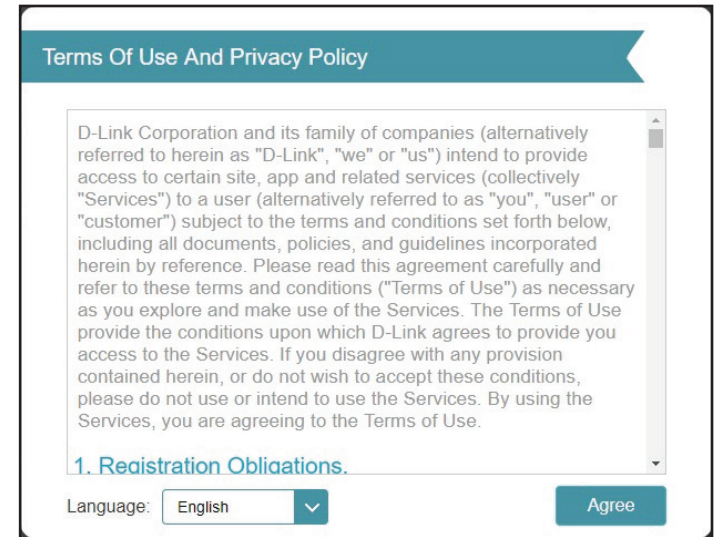 Terms Of Use And Privacy Policy
D-Link Corporation and its family of companies (alternatively
referred to herein as "D-Link", "we" or "us") intend to provide
access to certain site, app and related services (collectively
"Services") to a user (alternatively referred to as "you", "user" or
"customer") subject to the terms and conditions set forth below,
including all documents, policies, and guidelines incorporated
herein by reference. Please read this agreement carefully and
refer to these terms and conditions ("Terms of Use") as necessary
as you explore and make use of the Services. The Terms of Use
provide the conditions upon which D-Link agrees to provide you
access to the Services. If you disagree with any provision
contained herein, or do not wish to accept these conditions,
please do not use or intend to use the Services. By using the
Services, you are agreeing to the Terms of Use.
1. Registration Obligations.
Language: English Agree